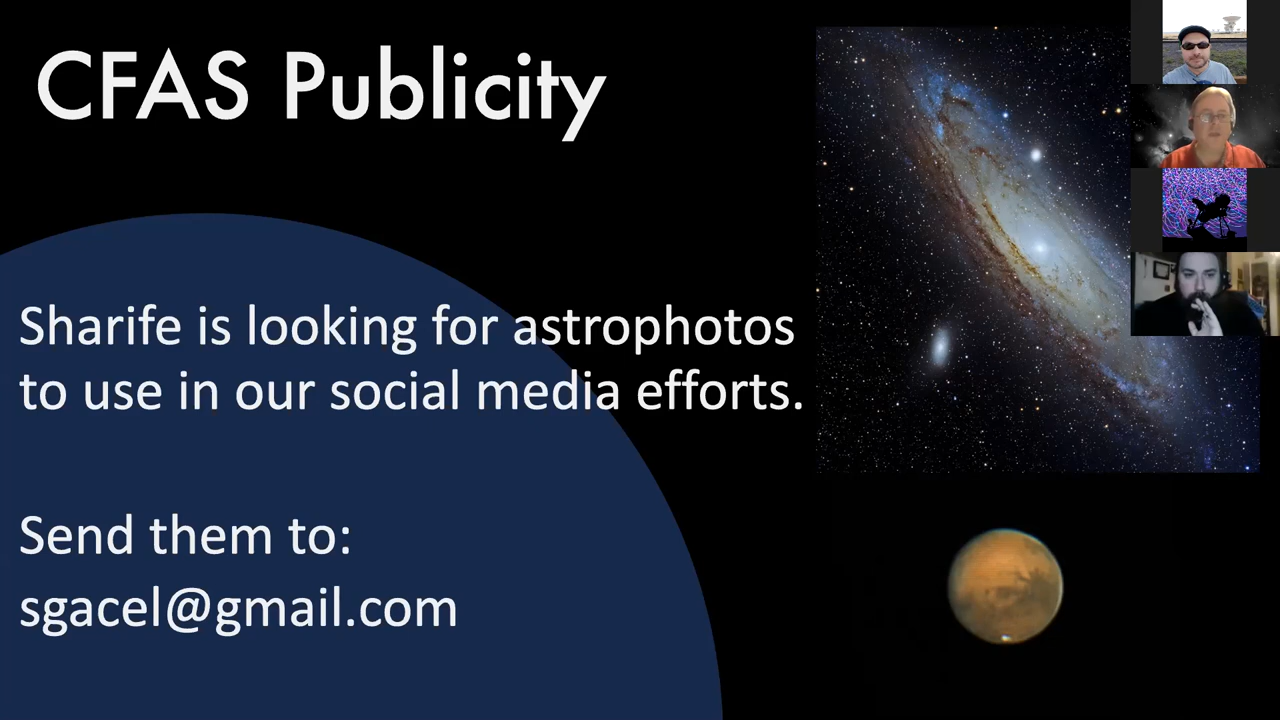 CFAS Publicity
Sharife is looking for astrophotos
to use in our social media efforts.
Send them to:
sgacel@gmail.com